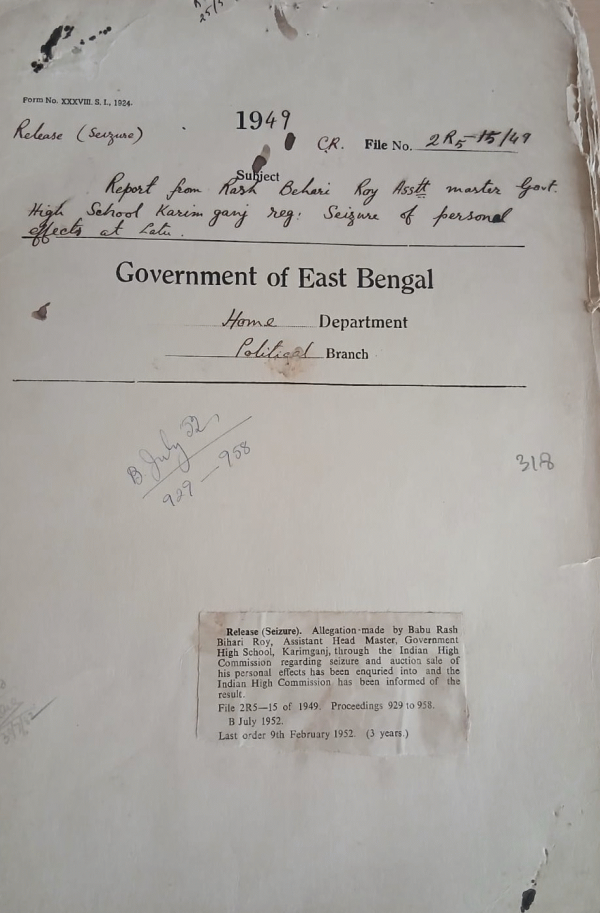 25/5
Form No. XXXVIII. S. I., 1924.
Release (Seizure)
1949
C.R. File No. 2R5-15/49
Subject
Report from Rash Behari Roy Asstt master Govt.
High School Karimganj reg: Seizure of personal
effects at Latu.
Government of East Bengal
Home Department
Political Branch
B July 52,
929 — 958
318
Release (Seizure). Allegation made by Babu Rash
Bihari Roy, Assistant Head Master, Government
High School, Karimganj, through the Indian High
Commission regarding seizure and auction sale of
his personal effects has been enquried into and the
Indian High Commission has been informed of the
result.
File 2R5—15 of 1949. Proceedings 929 to 958.
B July 1952.
Last order 9th February 1952. (3 years.)